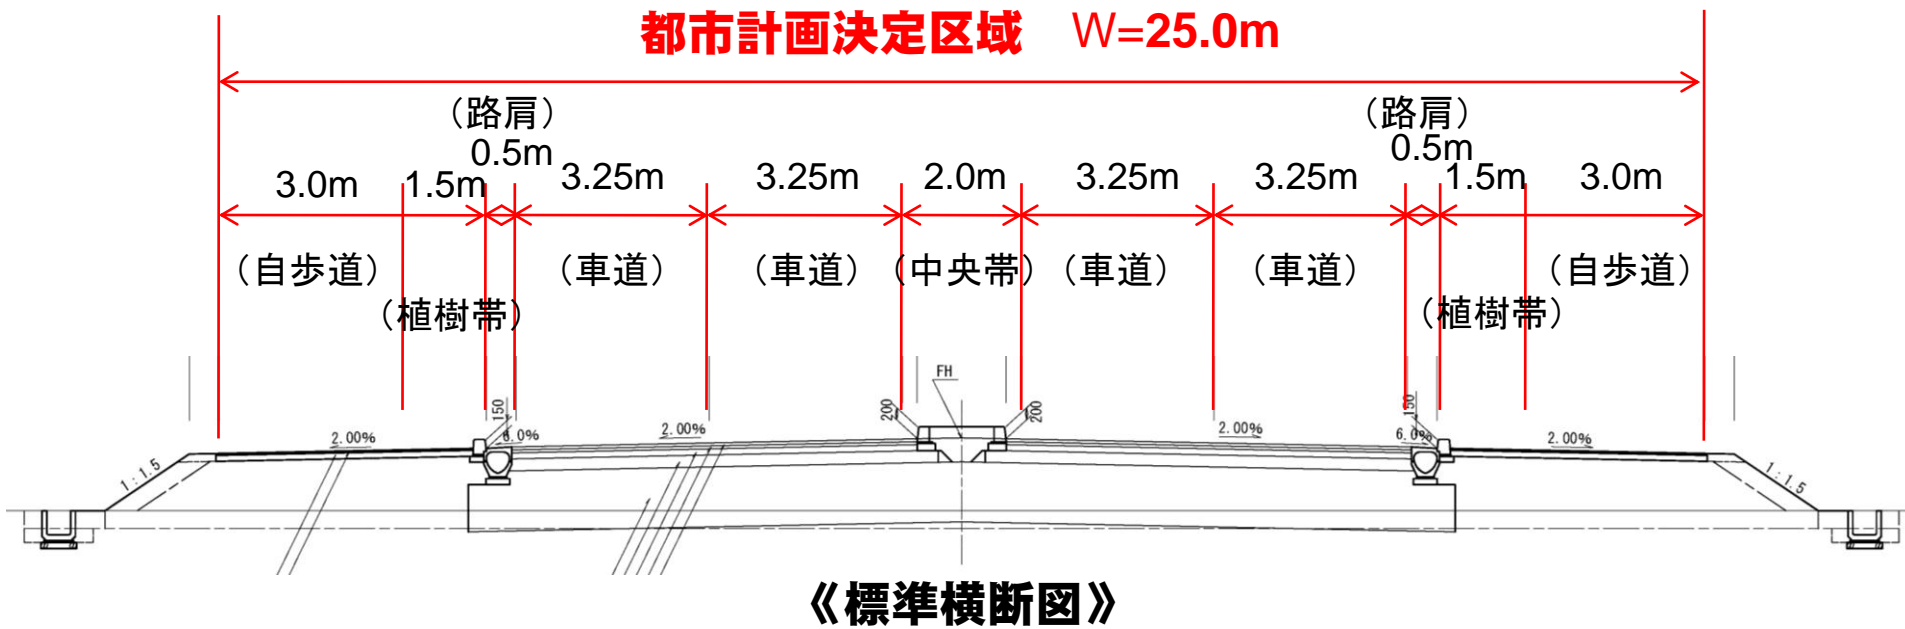 都市計画決定区域 W=25.0m
(路肩) (路肩)
0.5m 0.5m
3.0m 1.5m 3.25m 3.25m 2.0m 3.25m 3.25m 1.5m 3.0m
(自歩道) (車道) (車道) (中央帯) (車道) (車道) (自歩道)
(植樹帯) (植樹帯)
FH
150 200 200 150
2.00% 6.0% 2.00% 2.00% 6.0% 2.00%
1:1.5 1:1.5
《標準横断図》